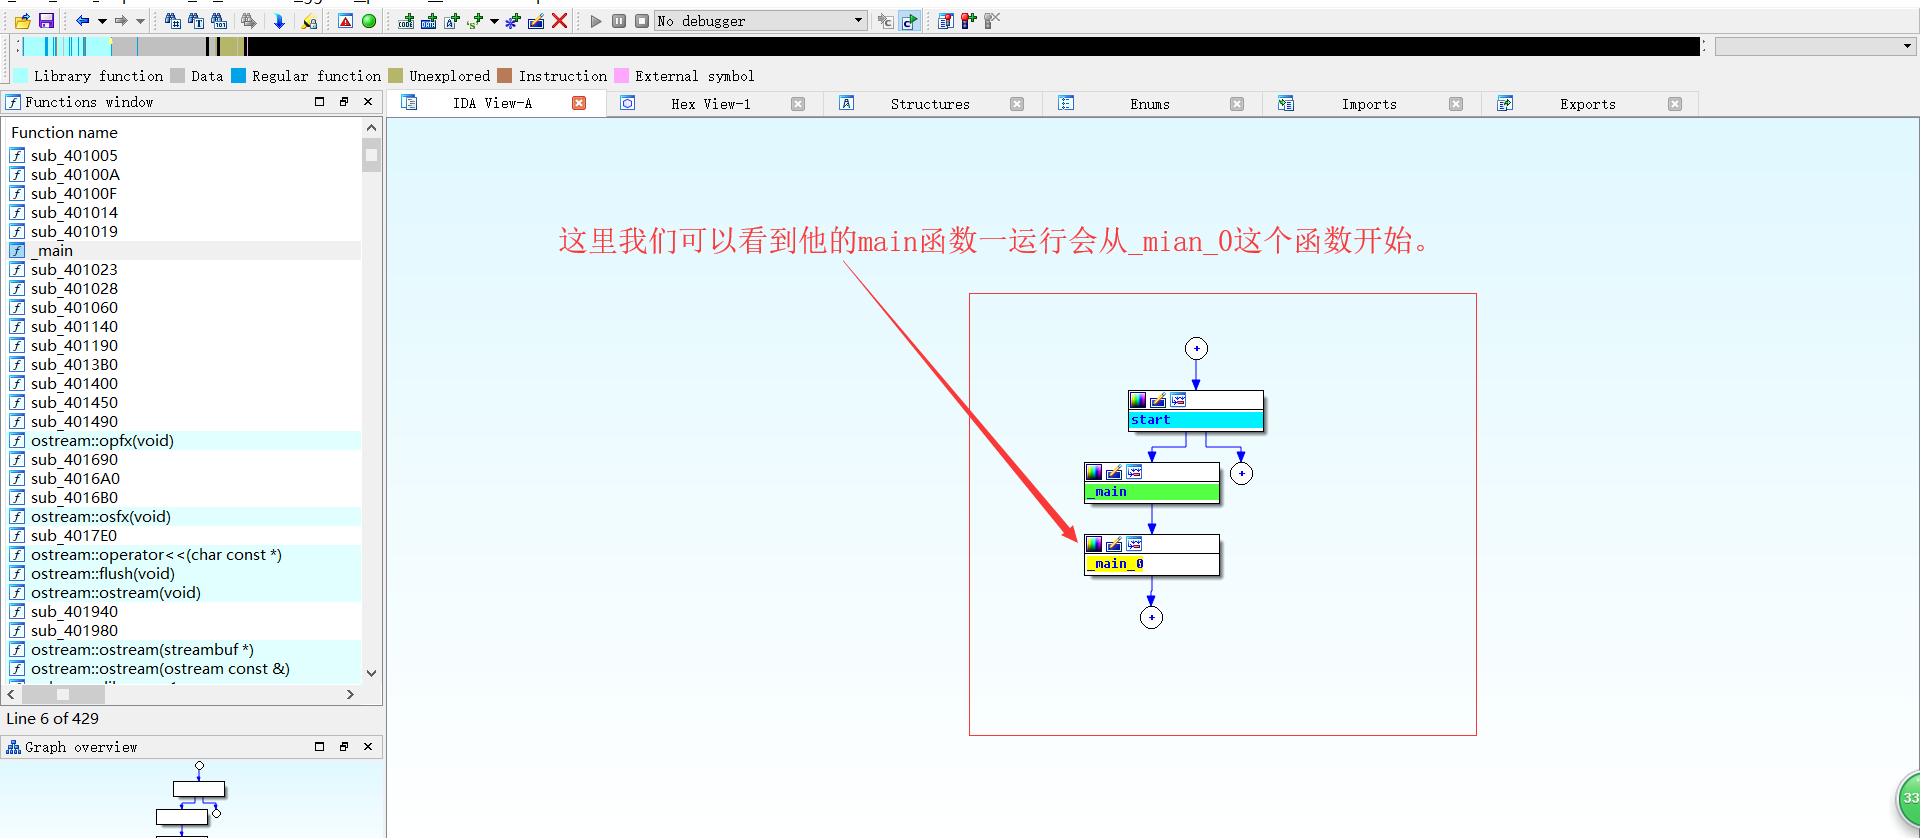 No debugger
Library function Data Regular function Unexplored Instruction External symbol
Functions window
IDA View-A
Hex View-1
Structures
Enums
Imports
Exports
Function name
sub_401005
sub_40100A
sub_40100F
sub_401014
sub_401019
_main
sub_401023
sub_401028
sub_401060
sub_401140
sub_401190
sub_4013B0
sub_401400
sub_401450
sub_401490
ostream::opfx(void)
sub_401690
sub_4016A0
sub_4016B0
ostream::osfx(void)
sub_4017E0
ostream::operator<<(char const *)
ostream::flush(void)
ostream::ostream(void)
sub_401940
sub_401980
ostream::ostream(streambuf *)
ostream::ostream(ostream const &)
Line 6 of 429
Graph overview
这里我们可以看到他的main函数一运行会从_mian_0这个函数开始。
start
_main
_main_0
33